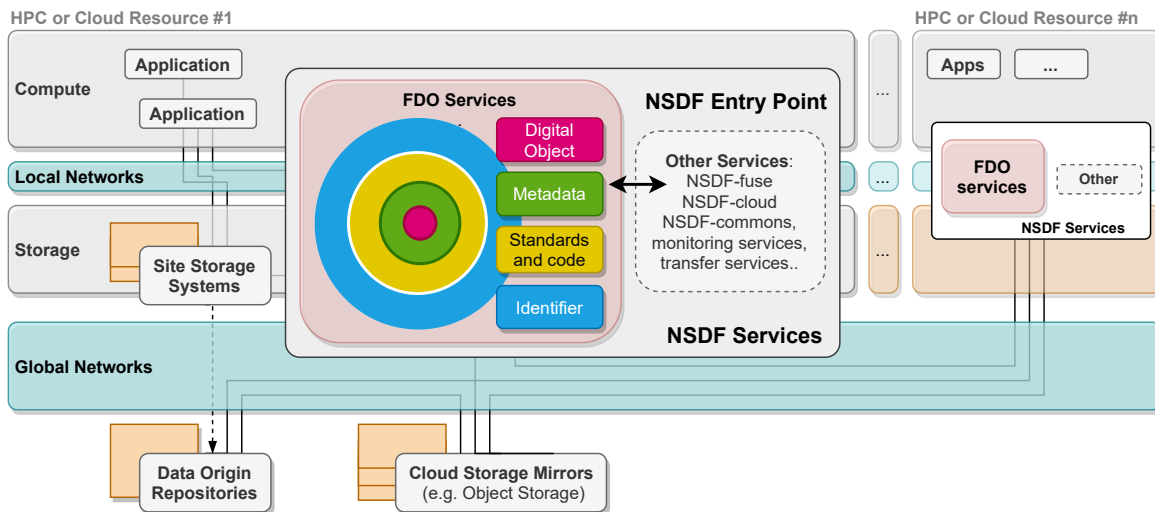 HPC or Cloud Resource #1
HPC or Cloud Resource #n
Compute
Application
Application
Local Networks
Storage
Site Storage
Systems
FDO Services
Digital
Object
Metadata
Standards
and code
Identifier
NSDF Entry Point
Other Services:
NSDF-fuse
NSDF-cloud
NSDF-commons,
monitoring services,
transfer services..
NSDF Services
...
...
...
Apps
...
FDO
services
Other
NSDF Services
Global Networks
Data Origin
Repositories
Cloud Storage Mirrors
(e.g. Object Storage)